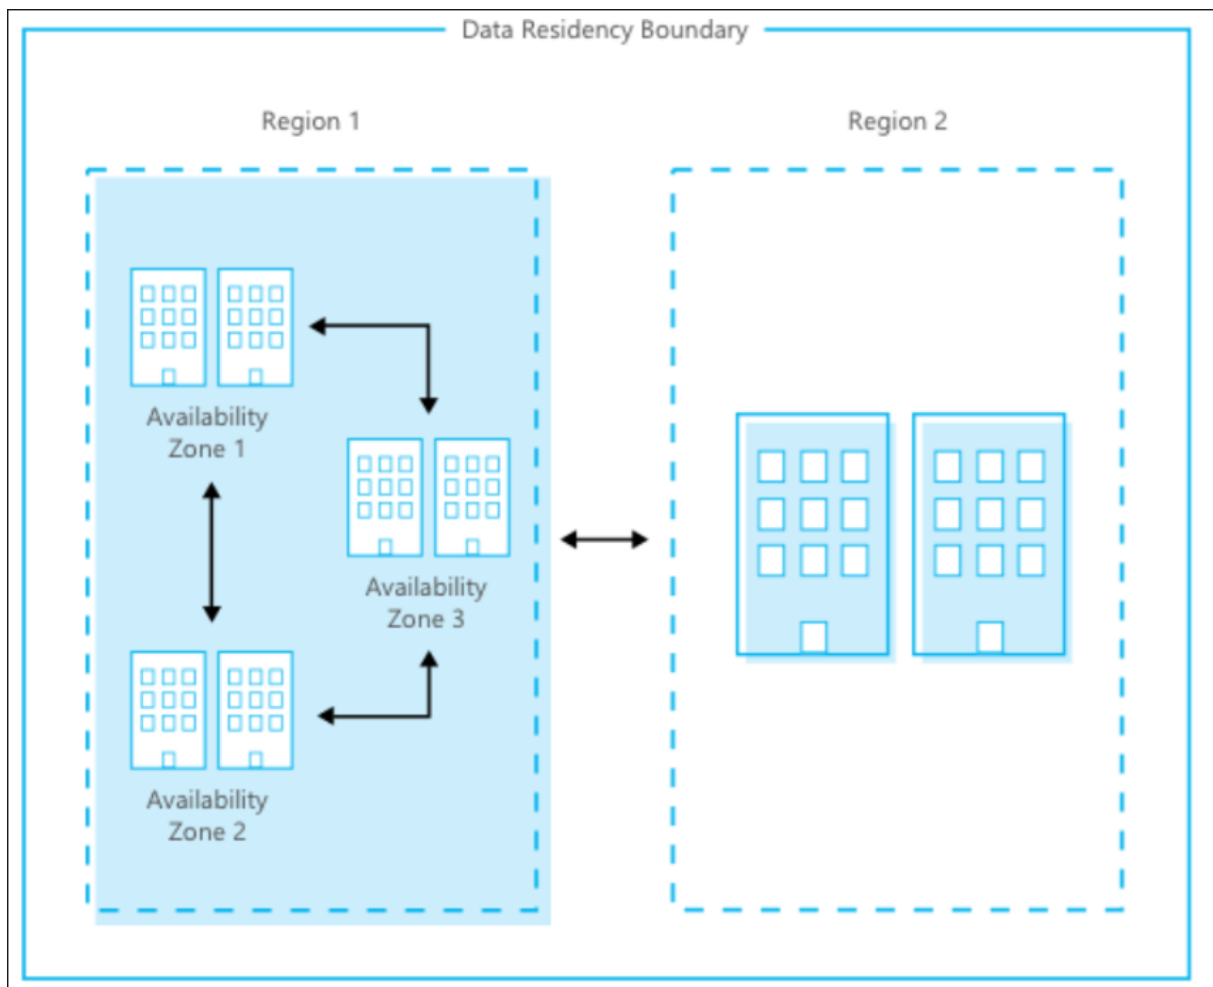 Data Residency Boundary
Region 1
Region 2
Availability
Zone 1
Availability
Zone 3
Availability
Zone 2